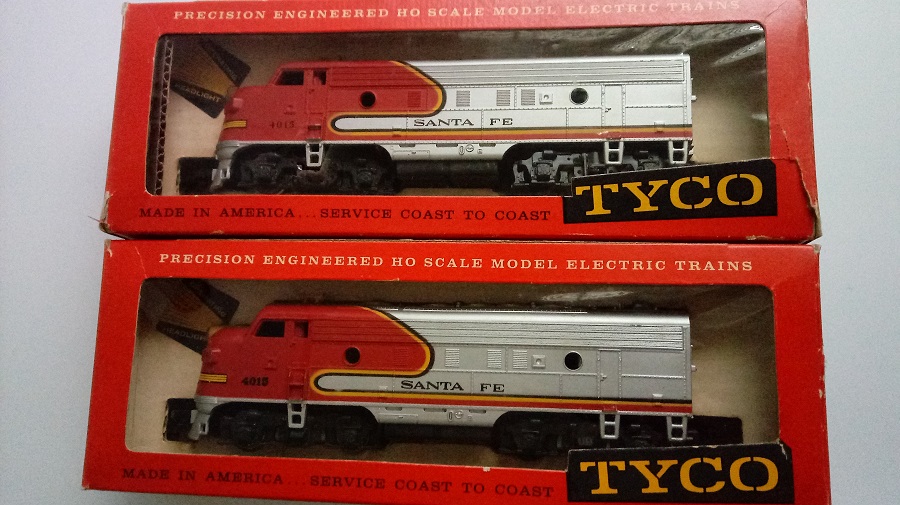 PRECISION ENGINEERED HO SCALE MODEL ELECTRIC TRAINS
HEADLIGHT
4015
SANTA FE
TYCO
MADE IN AMERICA...SERVICE COAST TO COAST
PRECISION ENGINEERED HO SCALE MODEL ELECTRIC TRAINS
HEADLIGHT
4015
SANTA FE
TYCO
MADE IN AMERICA...SERVICE COAST TO COAST